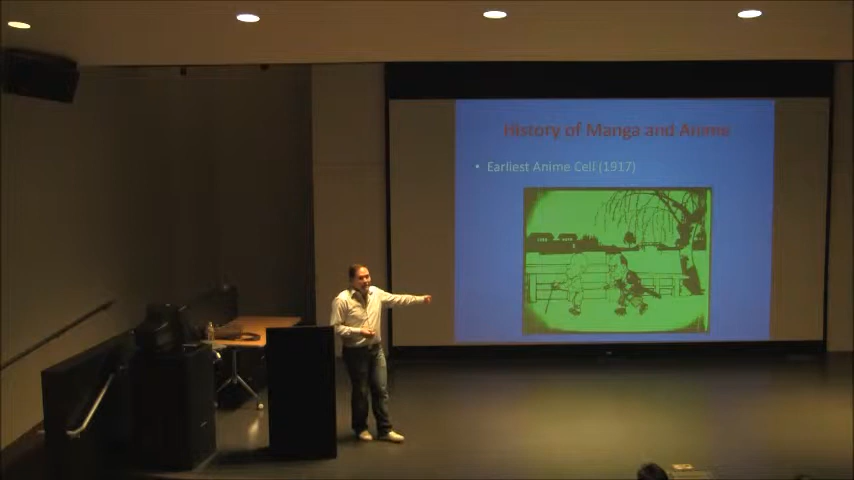 History of Manga and Anime
• Earliest Anime Cell (1917)